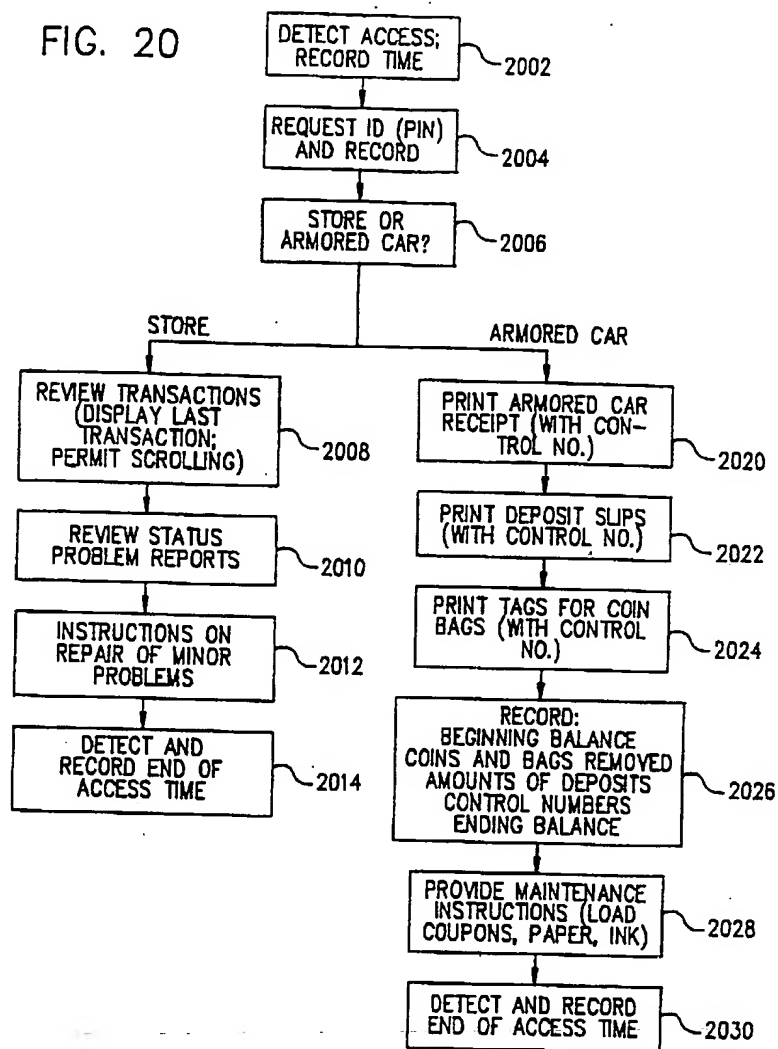 FIG. 20
DETECT ACCESS;
RECORD TIME
2002
REQUEST ID (PIN)
AND RECORD
2004
STORE OR
ARMORED CAR?
2006
STORE
ARMORED CAR
REVIEW TRANSACTIONS
(DISPLAY LAST
TRANSACTION;
PERMIT SCROLLING)
2008
REVIEW STATUS
PROBLEM REPORTS
2010
INSTRUCTIONS ON
REPAIR OF MINOR
PROBLEMS
2012
DETECT AND
RECORD END OF
ACCESS TIME
2014
PRINT ARMORED CAR
RECEIPT (WITH CON-
TROL NO.)
2020
PRINT DEPOSIT SLIPS
(WITH CONTROL NO.)
2022
PRINT TAGS FOR COIN
BAGS (WITH CONTROL
NO.)
2024
RECORD:
BEGINNING BALANCE
COINS AND BAGS REMOVED
AMOUNTS OF DEPOSITS
CONTROL NUMBERS
ENDING BALANCE
2026
PROVIDE MAINTENANCE
INSTRUCTIONS (LOAD
COUPONS, PAPER, INK)
2028
DETECT AND RECORD
END OF ACCESS TIME
2030